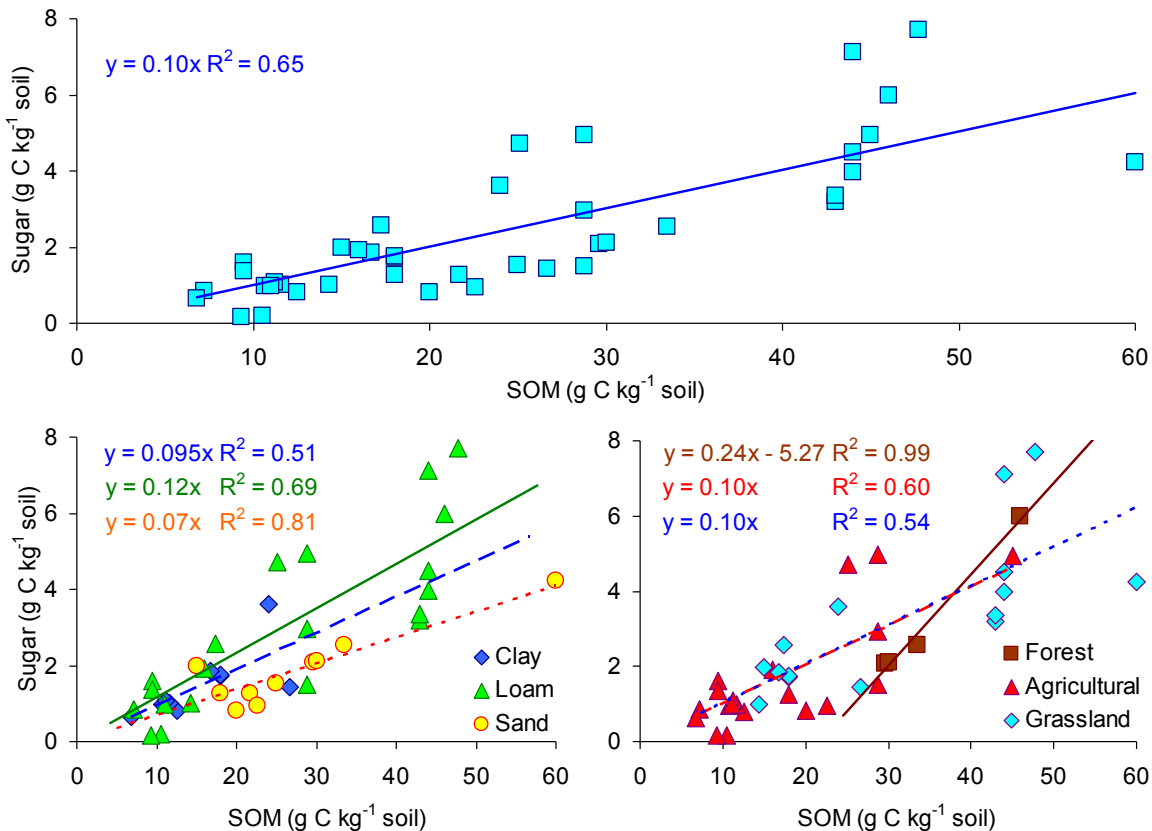 8
6
4
2
0
Sugar (g C kg⁻¹ soil)
y = 0.10x R² = 0.65
0 10 20 30 40 50 60
SOM (g C kg⁻¹ soil)
8
6
4
2
0
Sugar (g C kg⁻¹ soil)
y = 0.095x R² = 0.51
y = 0.12x R² = 0.69
y = 0.07x R² = 0.81
Clay
Loam
Sand
0 10 20 30 40 50 60
SOM (g C kg⁻¹ soil)
8
6
4
2
0
y = 0.24x - 5.27 R² = 0.99
y = 0.10x R² = 0.60
y = 0.10x R² = 0.54
Forest
Agricultural
Grassland
0 10 20 30 40 50 60
SOM (g C kg⁻¹ soil)